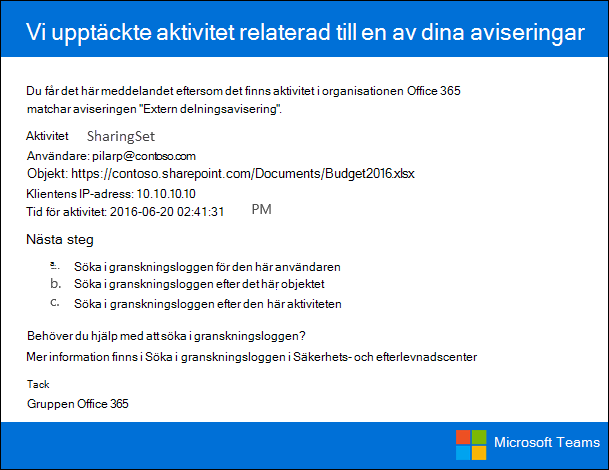 Vi upptäckte aktivitet relaterad till en av dina aviseringar
Du får det här meddelandet eftersom det finns aktivitet i organisationen Office 365
matchar aviseringen "Extern delningsavisering".
Aktivitet SharingSet
Användare: pilarp@contoso.com
Objekt: https://contoso.sharepoint.com/Documents/Budget2016.xlsx
Klientens IP-adress: 10.10.10.10
Tid för aktivitet: 2016-06-20 02:41:31 PM
Nästa steg
a. Söka i granskningsloggen för den här användaren
b. Söka i granskningsloggen efter det här objektet
c. Söka i granskningsloggen efter den här aktiviteten
Behöver du hjälp med att söka i granskningsloggen?
Mer information finns i Söka i granskningsloggen i Säkerhets- och efterlevnadscenter
Tack
Gruppen Office 365
Microsoft Teams